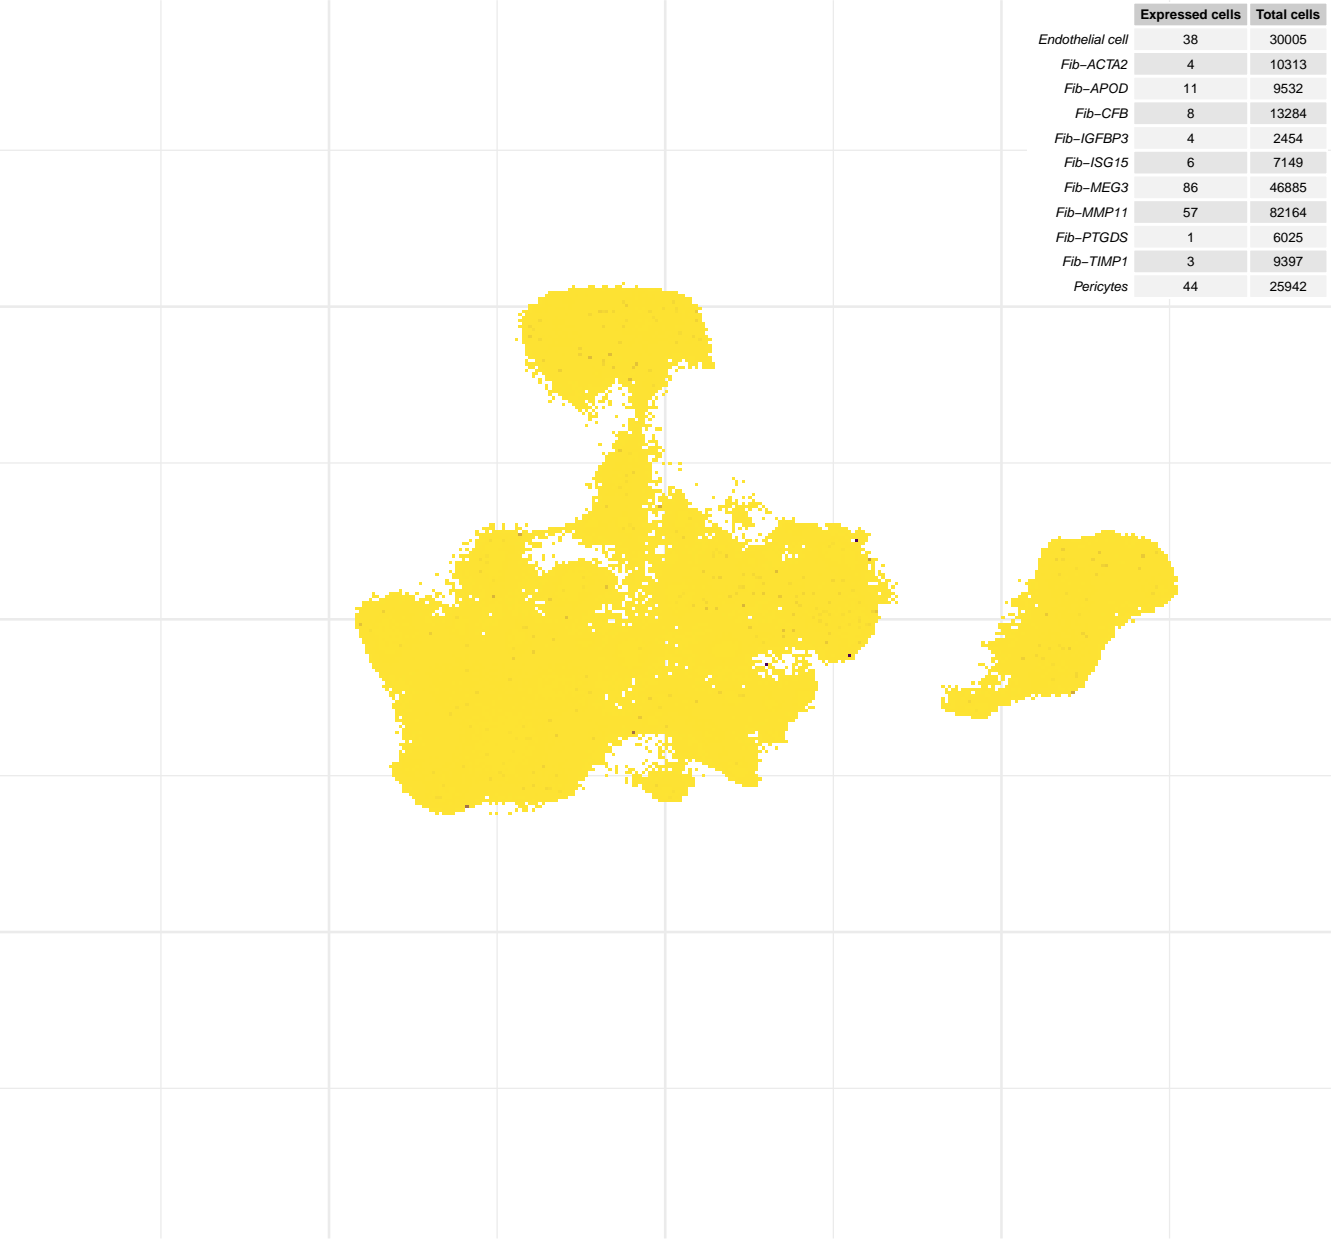 Expressed cells Total cells
Endothelial cell 38 30005
Fib−ACTA2 4 10313
Fib−APOD 11 9532
Fib−CFB 8 13284
Fib−IGFBP3 4 2454
Fib−ISG15 6 7149
Fib−MEG3 86 46885
Fib−MMP11 57 82164
Fib−PTGDS 1 6025
Fib−TIMP1 3 9397
Pericytes 44 25942